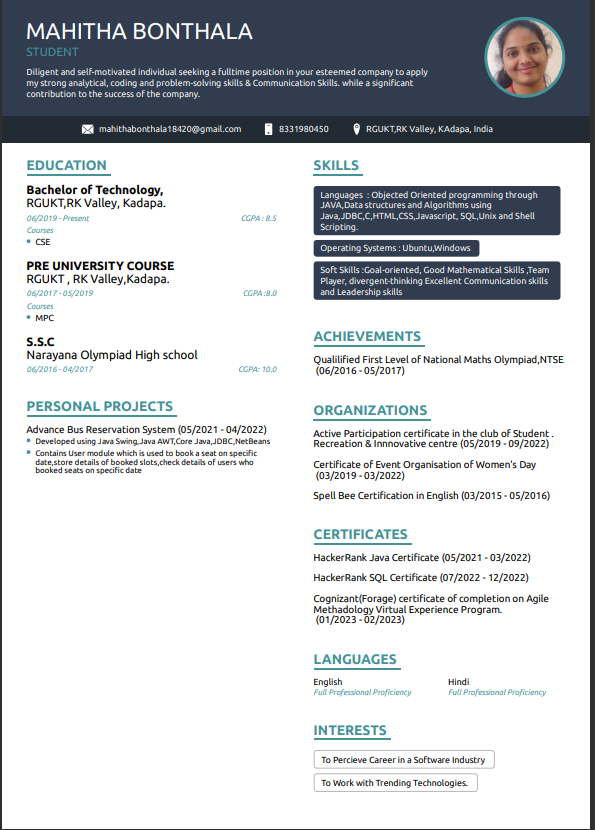 MAHITHA BONTHALA
STUDENT
Diligent and self-motivated individual seeking a fulltime position in your esteemed company to apply
my strong analytical, coding and problem-solving skills & Communication Skills. while a significant
contribution to the success of the company.
mahithabonthala18420@gmail.com 8331980450 RGUKT,RK Valley, KAdapa, India
EDUCATION
Bachelor of Technology,
RGUKT,RK Valley, Kadapa.
06/2019 - Present CGPA : 8.5
Courses
CSE
PRE UNIVERSITY COURSE
RGUKT , RK Valley,Kadapa.
06/2017 - 05/2019 CGPA :8.0
Courses
MPC
S.S.C
Narayana Olympiad High school
06/2016 - 04/2017 CGPA: 10.0
PERSONAL PROJECTS
Advance Bus Reservation System (05/2021 - 04/2022)
Developed using Java Swing,Java AWT,Core Java,JDBC,NetBeans
Contains User module which is used to book a seat on specific
date,store details of booked slots,check details of users who
booked seats on specific date
SKILLS
Languages : Objected Oriented programming through
JAVA,Data structures and Algorithms using
Java,JDBC,C,HTML,CSS,Javascript, SQL,Unix and Shell
Scripting.
Operating Systems : Ubuntu,Windows
Soft Skills :Goal-oriented, Good Mathematical Skills ,Team
Player, divergent-thinking Excellent Communication skills
and Leadership skills
ACHIEVEMENTS
Qualilified First Level of National Maths Olympiad,NTSE
(06/2016 - 05/2017)
ORGANIZATIONS
Active Participation certificate in the club of Student .
Recreation & Innnovative centre (05/2019 - 09/2022)
Certificate of Event Organisation of Women's Day
(03/2019 - 03/2022)
Spell Bee Certification in English (03/2015 - 05/2016)
CERTIFICATES
HackerRank Java Certificate (05/2021 - 03/2022)
HackerRank SQL Certificate (07/2022 - 12/2022)
Cognizant(Forage) certificate of completion on Agile
Methadology Virtual Experience Program.
(01/2023 - 02/2023)
LANGUAGES
English Hindi
Full Professional Proficiency Full Professional Proficiency
INTERESTS
To Percieve Career in a Software Industry
To Work with Trending Technologies.